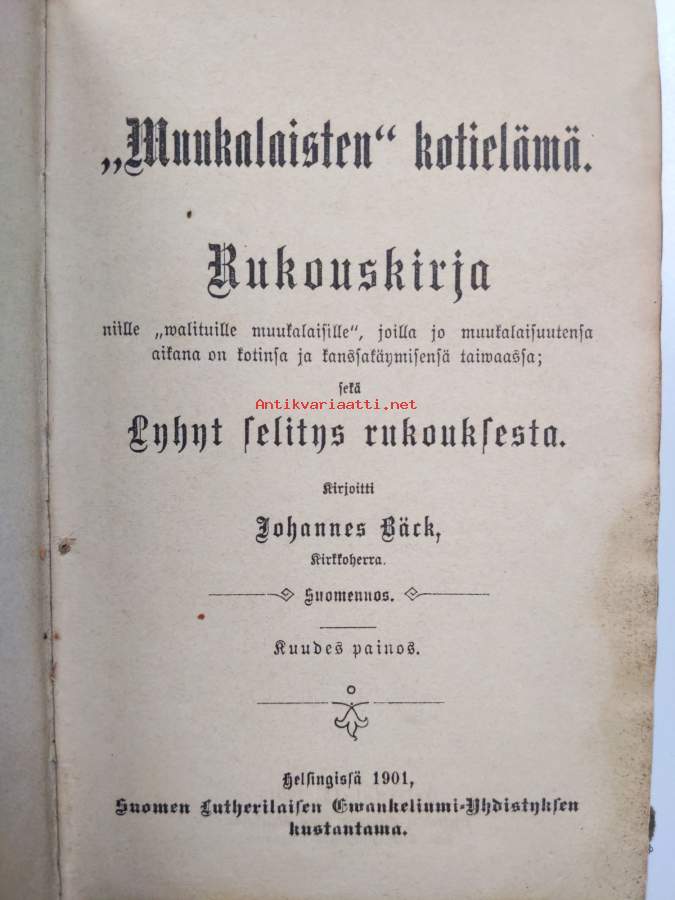 „Muukalaisten“ kotielämä.
Rukouskirja
niille „walituille muukalaisille“, joilla jo muukalaisuutensa
aikana on kotinsa ja kanssakäymisensä taiwaassa;
sekä
Antikvariaatti.net
Lyhyt selitys rukouksesta.
Kirjoitti
Johannes Bäck,
Kirkkoherra.
Suomennos.
Kuudes painos.
Helsingissä 1901,
Suomen Lutherilaisen Ewankeliumi-Yhdistyksen
kustantama.